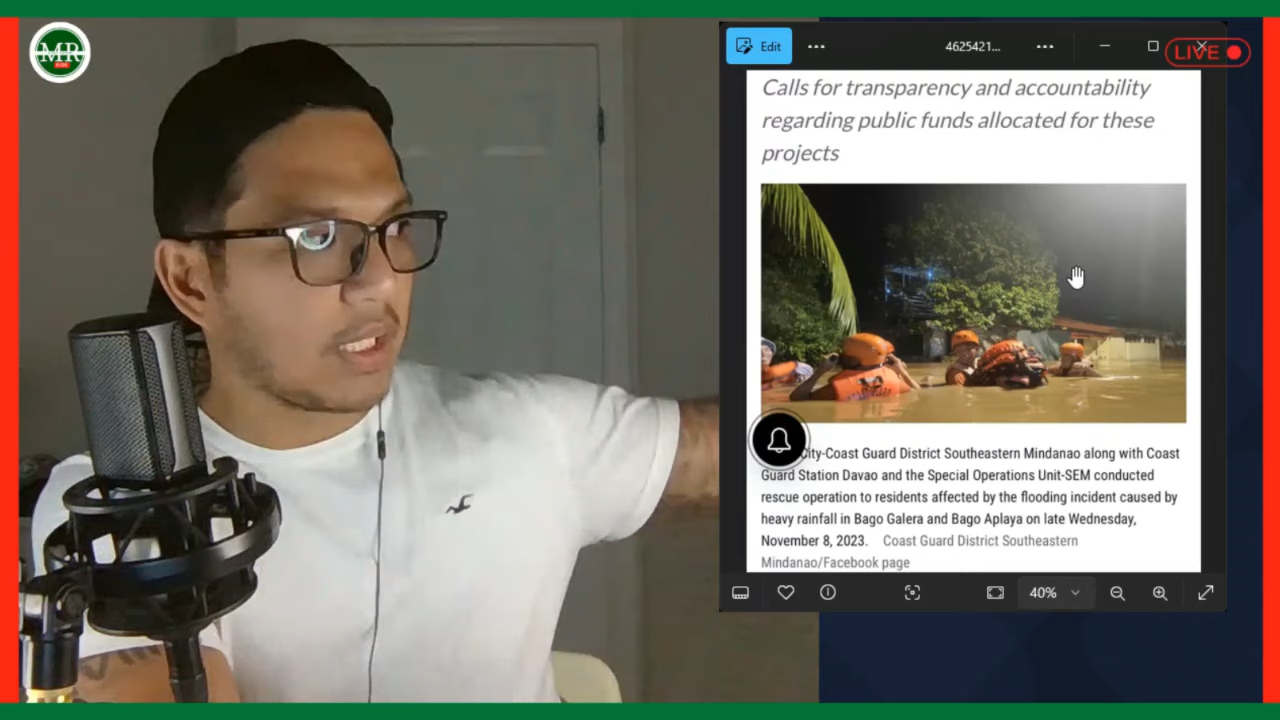 MR
Edit
4625421...
LIVE
Calls for transparency and accountability
regarding public funds allocated for these
projects
City-Coast Guard District Southeastern Mindanao along with Coast
Guard Station Davao and the Special Operations Unit-SEM conducted
rescue operation to residents affected by the flooding incident caused by
heavy rainfall in Bago Galera and Bago Aplaya on late Wednesday,
November 8, 2023. Coast Guard District Southeastern
Mindanao/Facebook page
40%